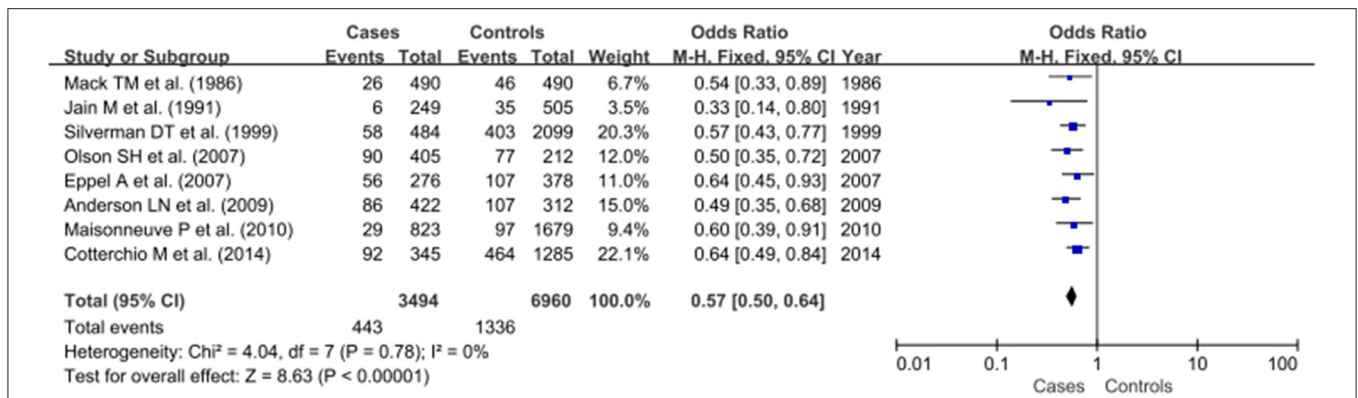 Cases Controls Odds Ratio Odds Ratio
Study or Subgroup Events Total Events Total Weight M-H, Fixed, 95% CI Year M-H, Fixed, 95% CI
Mack TM et al. (1986) 26 490 46 490 6.7% 0.54 [0.33, 0.89] 1986
Jain M et al. (1991) 6 249 35 505 3.5% 0.33 [0.14, 0.80] 1991
Silverman DT et al. (1999) 58 484 403 2099 20.3% 0.57 [0.43, 0.77] 1999
Olson SH et al. (2007) 90 405 77 212 12.0% 0.50 [0.35, 0.72] 2007
Eppel A et al. (2007) 56 276 107 378 11.0% 0.64 [0.45, 0.93] 2007
Anderson LN et al. (2009) 86 422 107 312 15.0% 0.49 [0.35, 0.68] 2009
Maisonneuve P et al. (2010) 29 823 97 1679 9.4% 0.60 [0.39, 0.91] 2010
Cotterchio M et al. (2014) 92 345 464 1285 22.1% 0.64 [0.49, 0.84] 2014
Total (95% CI) 3494 6960 100.0% 0.57 [0.50, 0.64]
Total events 443 1336
Heterogeneity: Chi² = 4.04, df = 7 (P = 0.78); I² = 0%
Test for overall effect: Z = 8.63 (P < 0.00001)
0.01 0.1 1 10 100
Cases Controls